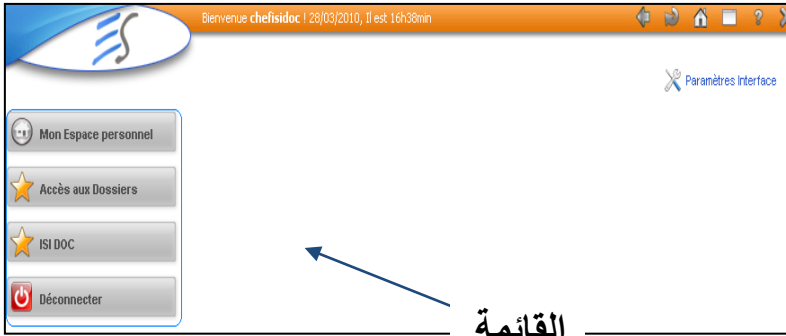 Bienvenue chefisidoc ! 28/03/2010, Il est 16h38min
Paramètres Interface
Mon Espace personnel
Accès aux Dossiers
ISI DOC
Déconnecter
القائمة